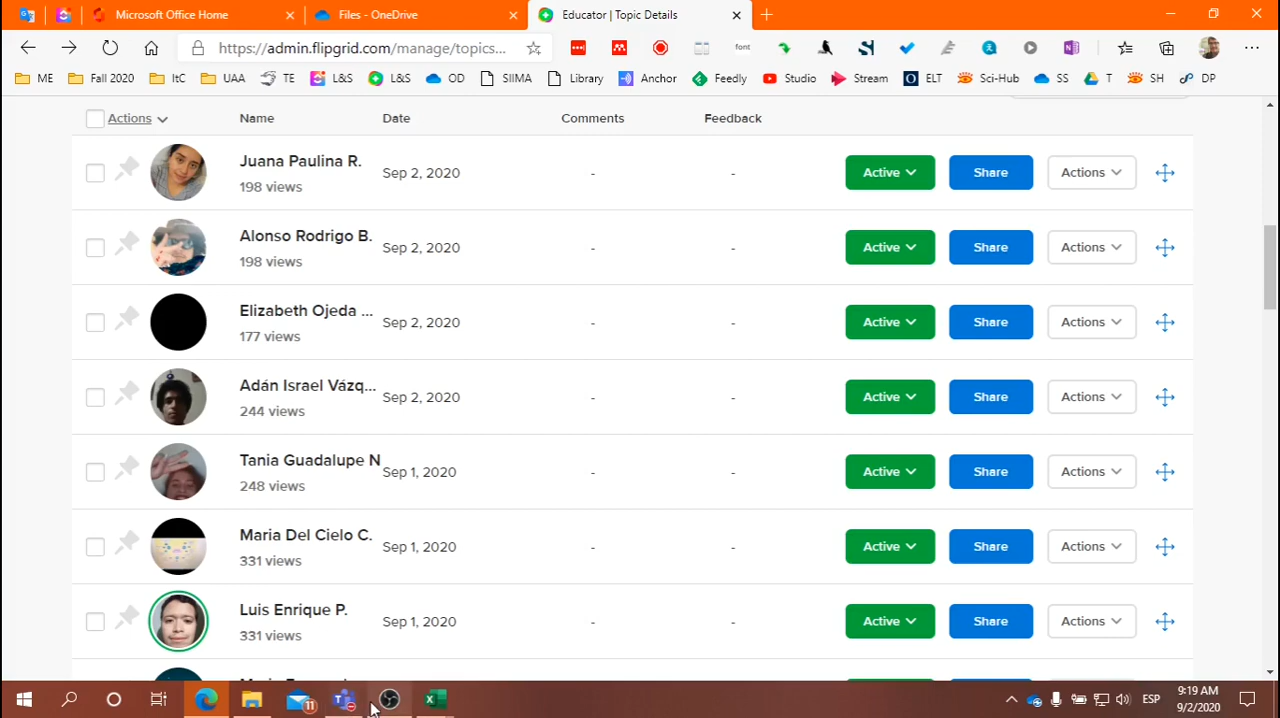 Microsoft Office Home
Files - OneDrive
Educator | Topic Details
https://admin.flipgrid.com/manage/topics...
font
ME
Fall 2020
ItC
UAA
TE
L&S
L&S
OD
SIIMA
Library
Anchor
Feedly
Studio
Stream
ELT
Sci-Hub
SS
T
SH
DP
Actions Name Date Comments Feedback
Juana Paulina R.
198 views
Sep 2, 2020 - - Active Share Actions
Alonso Rodrigo B.
198 views
Sep 2, 2020 - - Active Share Actions
Elizabeth Ojeda ...
177 views
Sep 2, 2020 - - Active Share Actions
Adán Israel Vázq...
244 views
Sep 2, 2020 - - Active Share Actions
Tania Guadalupe N
248 views
Sep 1, 2020 - - Active Share Actions
Maria Del Cielo C.
331 views
Sep 1, 2020 - - Active Share Actions
Luis Enrique P.
331 views
Sep 1, 2020 - - Active Share Actions
11
ESP
9:19 AM
9/2/2020